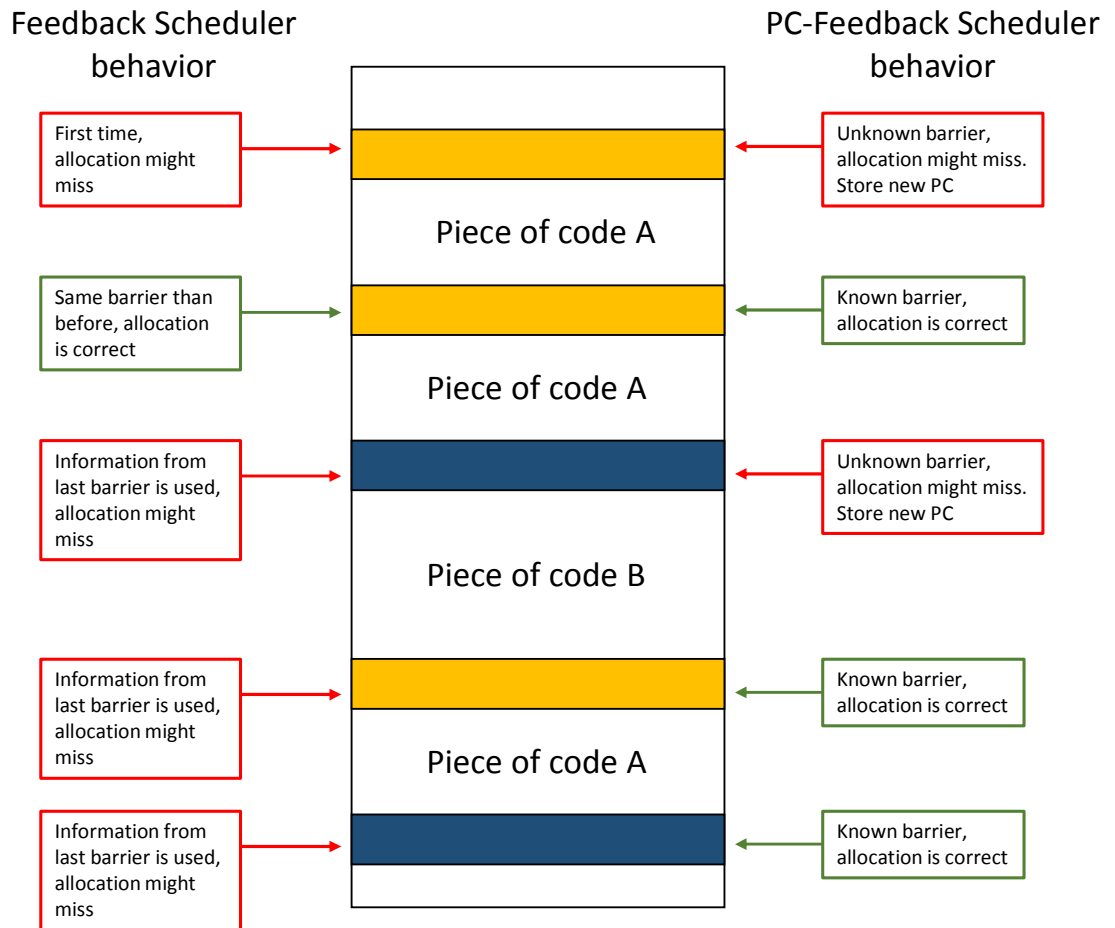 Feedback Scheduler
behavior
PC-Feedback Scheduler
behavior
First time,
allocation might
miss
Unknown barrier,
allocation might miss.
Store new PC
Piece of code A
Same barrier than
before, allocation
is correct
Known barrier,
allocation is correct
Piece of code A
Information from
last barrier is used,
allocation might
miss
Unknown barrier,
allocation might miss.
Store new PC
Piece of code B
Information from
last barrier is used,
allocation might
miss
Known barrier,
allocation is correct
Piece of code A
Information from
last barrier is used,
allocation might
miss
Known barrier,
allocation is correct